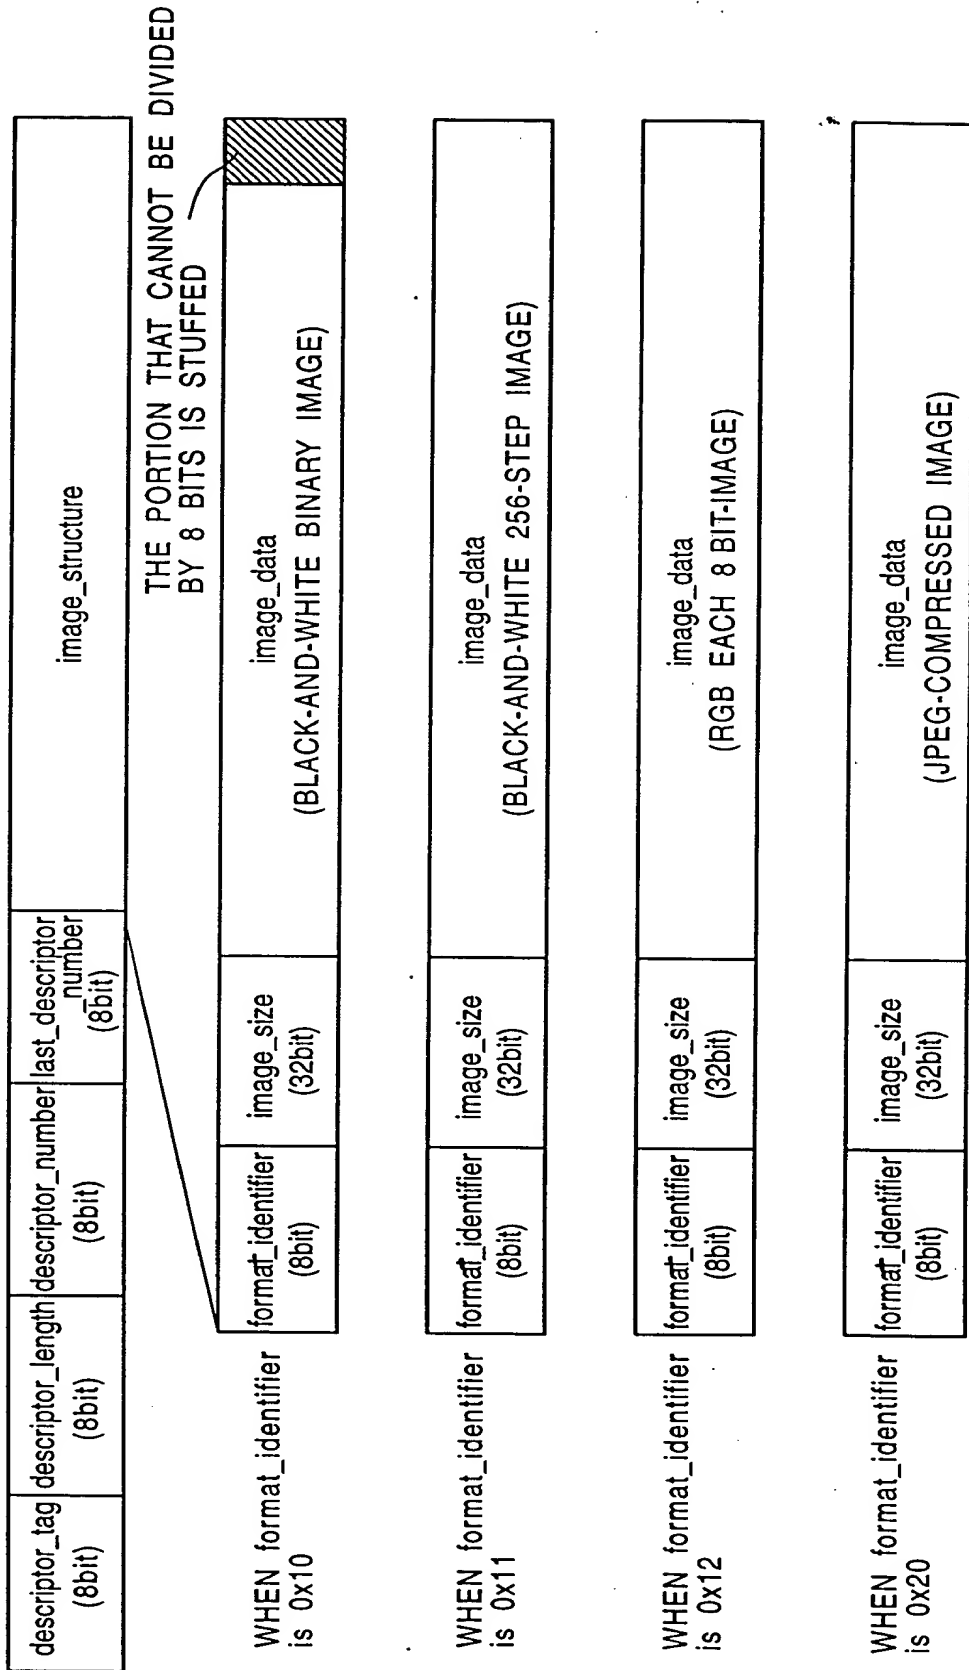 descriptor_tag
(8bit)
descriptor_length
(8bit)
descriptor_number
(8bit)
last_descriptor
_number
(8bit)
image_structure
THE PORTION THAT CANNOT BE DIVIDED
BY 8 BITS IS STUFFED
WHEN format_identifier
is 0x10
format_identifier
(8bit)
image_size
(32bit)
image_data
(BLACK-AND-WHITE BINARY IMAGE)
WHEN format_identifier
is 0x11
format_identifier
(8bit)
image_size
(32bit)
image_data
(BLACK-AND-WHITE 256-STEP IMAGE)
WHEN format_identifier
is 0x12
format_identifier
(8bit)
image_size
(32bit)
image_data
(RGB EACH 8 BIT-IMAGE)
WHEN format_identifier
is 0x20
format_identifier
(8bit)
image_size
(32bit)
image_data
(JPEG-COMPRESSED IMAGE)